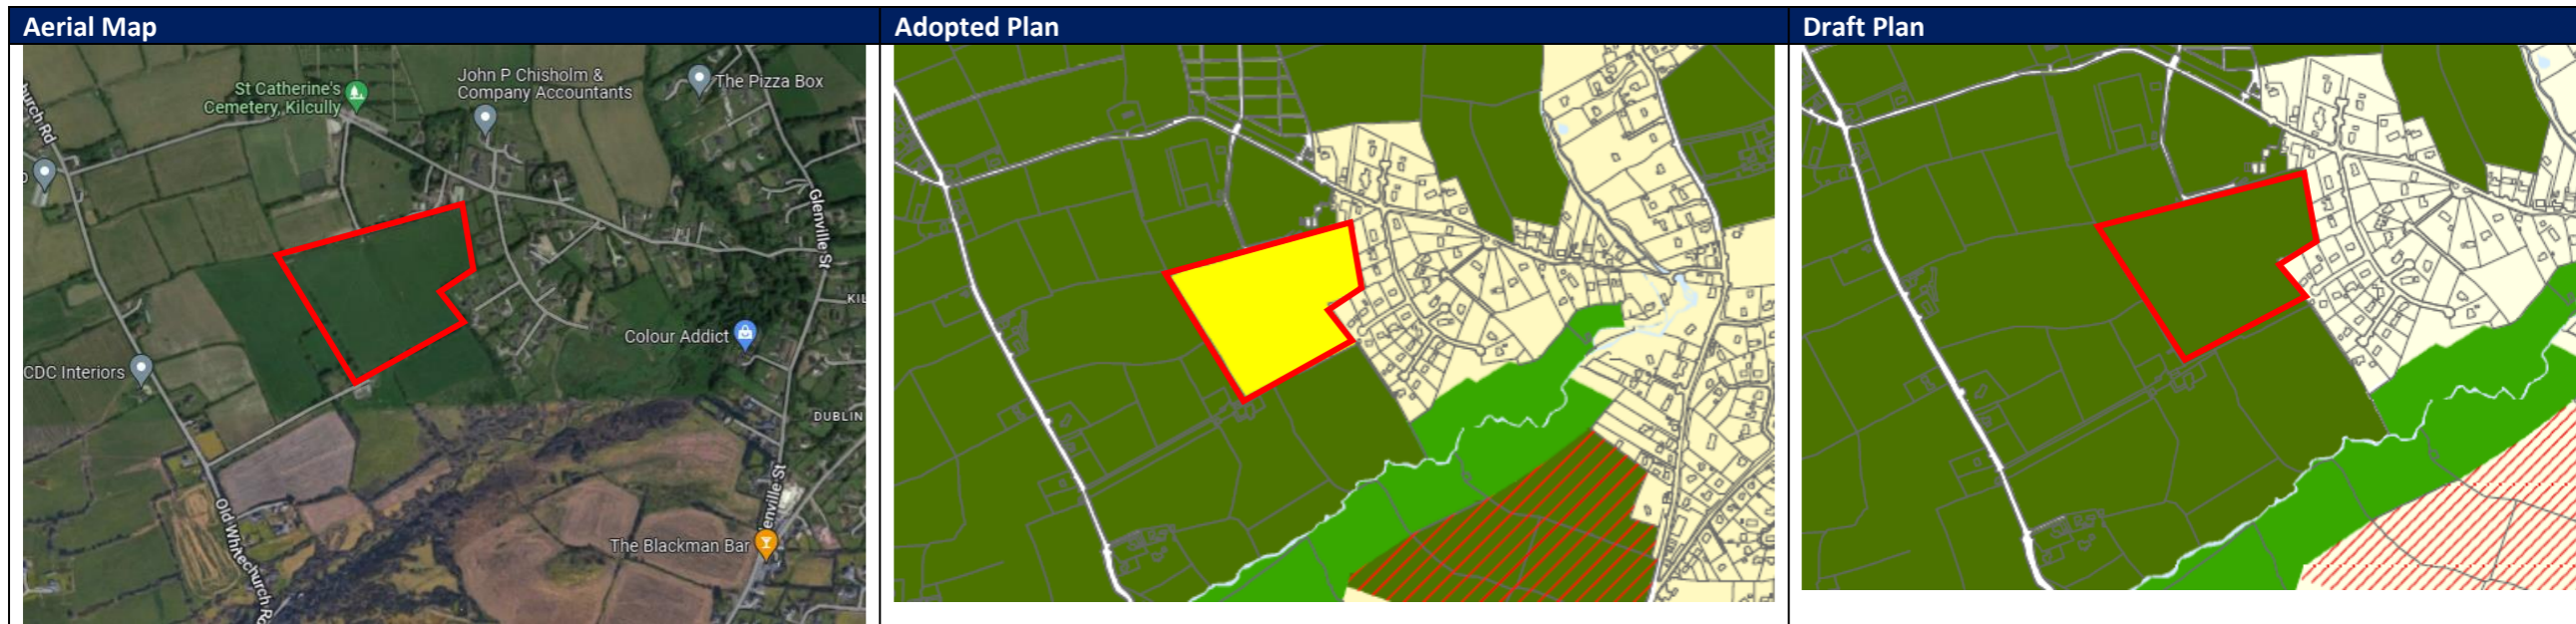 Aerial Map
Adopted Plan
Draft Plan
St Catherine's
Cemetery, Kilcully
John P Chisholm &
Company Accountants
The Pizza Box
Glenville St
Colour Addict
CDC Interiors
DUBLIN
Old Whitechurch Rd
The Blackman Bar